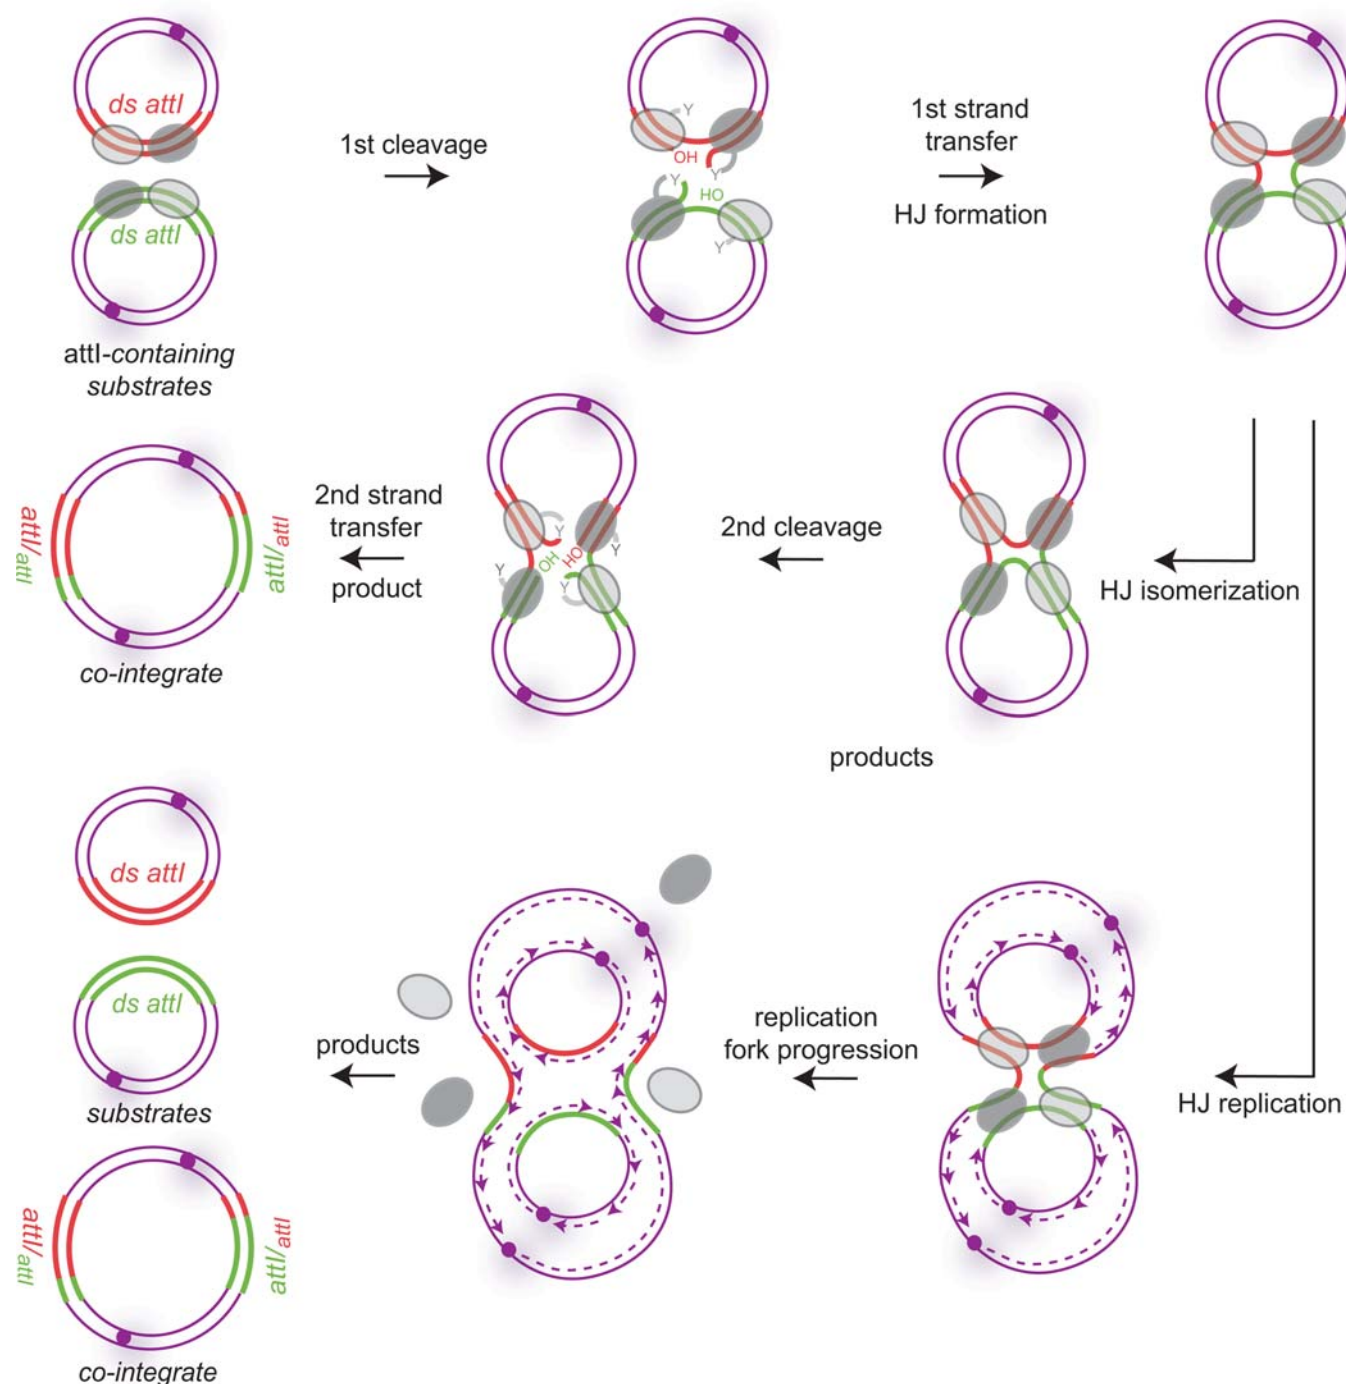 ds attI
ds attI
attI-containing
substrates
1st cleavage
Y
OH
Y
Y
HO
Y
1st strand
transfer
HJ formation
HJ isomerization
2nd cleavage
Y
OH
HO
Y
Y
Y
2nd strand
transfer
product
attI/attI
attI/attI
co-integrate
products
HJ replication
replication
fork progression
products
ds attI
ds attI
substrates
attI/attI
attI/attI
co-integrate